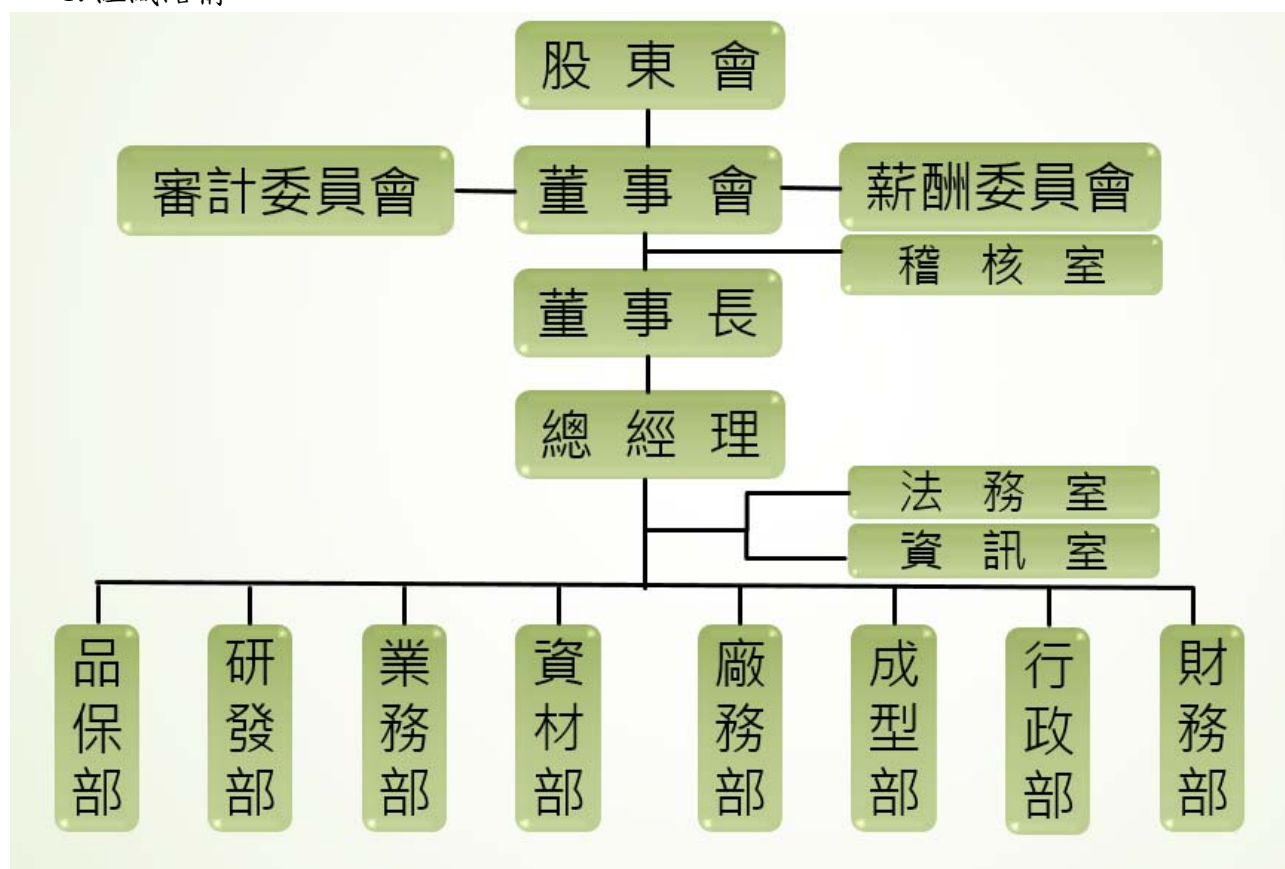 股東會
審計委員會
董事會
薪酬委員會
稽核室
董事長
總經理
法務室
資訊室
品保部
研發部
業務部
資材部
廠務部
成型部
行政部
財務部